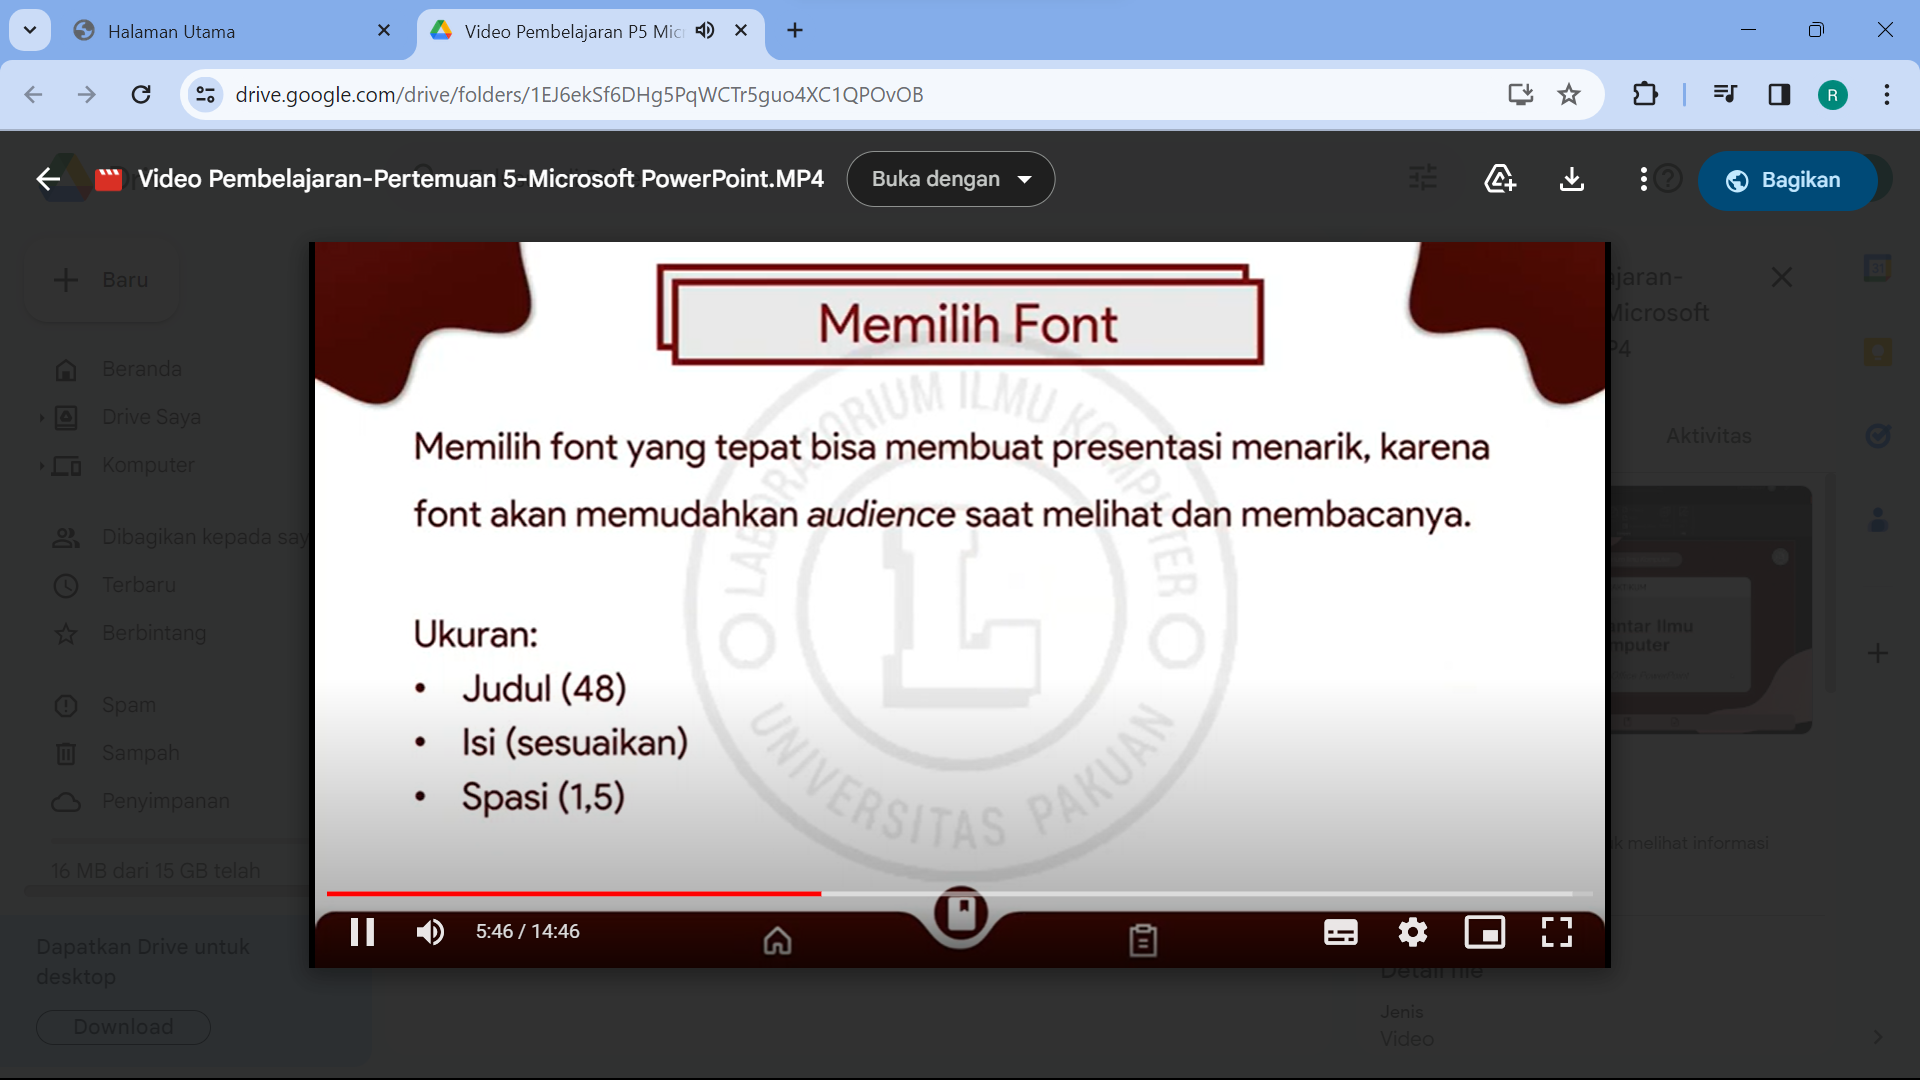 Halaman Utama
Video Pembelajaran P5 Mic
drive.google.com/drive/folders/1EJ6ekSf6DHg5PqWCTr5guo4XC1QPOvOB
R
Video Pembelajaran-Pertemuan 5-Microsoft PowerPoint.MP4
Buka dengan
Bagikan
Baru
Beranda
Drive Saya
Komputer
Dibagikan kepada say
Terbaru
Berbintang
Spam
Sampah
Penyimpanan
16 MB dari 15 GB telah
Dapatkan Drive untuk
desktop
Download
Memilih Font
Memilih font yang tepat bisa membuat presentasi menarik, karena
font akan memudahkan audience saat melihat dan membacanya.
Ukuran:
• Judul (48)
• Isi (sesuaikan)
• Spasi (1,5)
LABORATORIUM ILMU KOMPUTER
L
UNIVERSITAS PAKUAN
5:46 / 14:46
ajaran-
Microsoft
P4
Aktivitas
31
antar Ilmu
mputer
k melihat informasi
Detail file
Jenis
Video